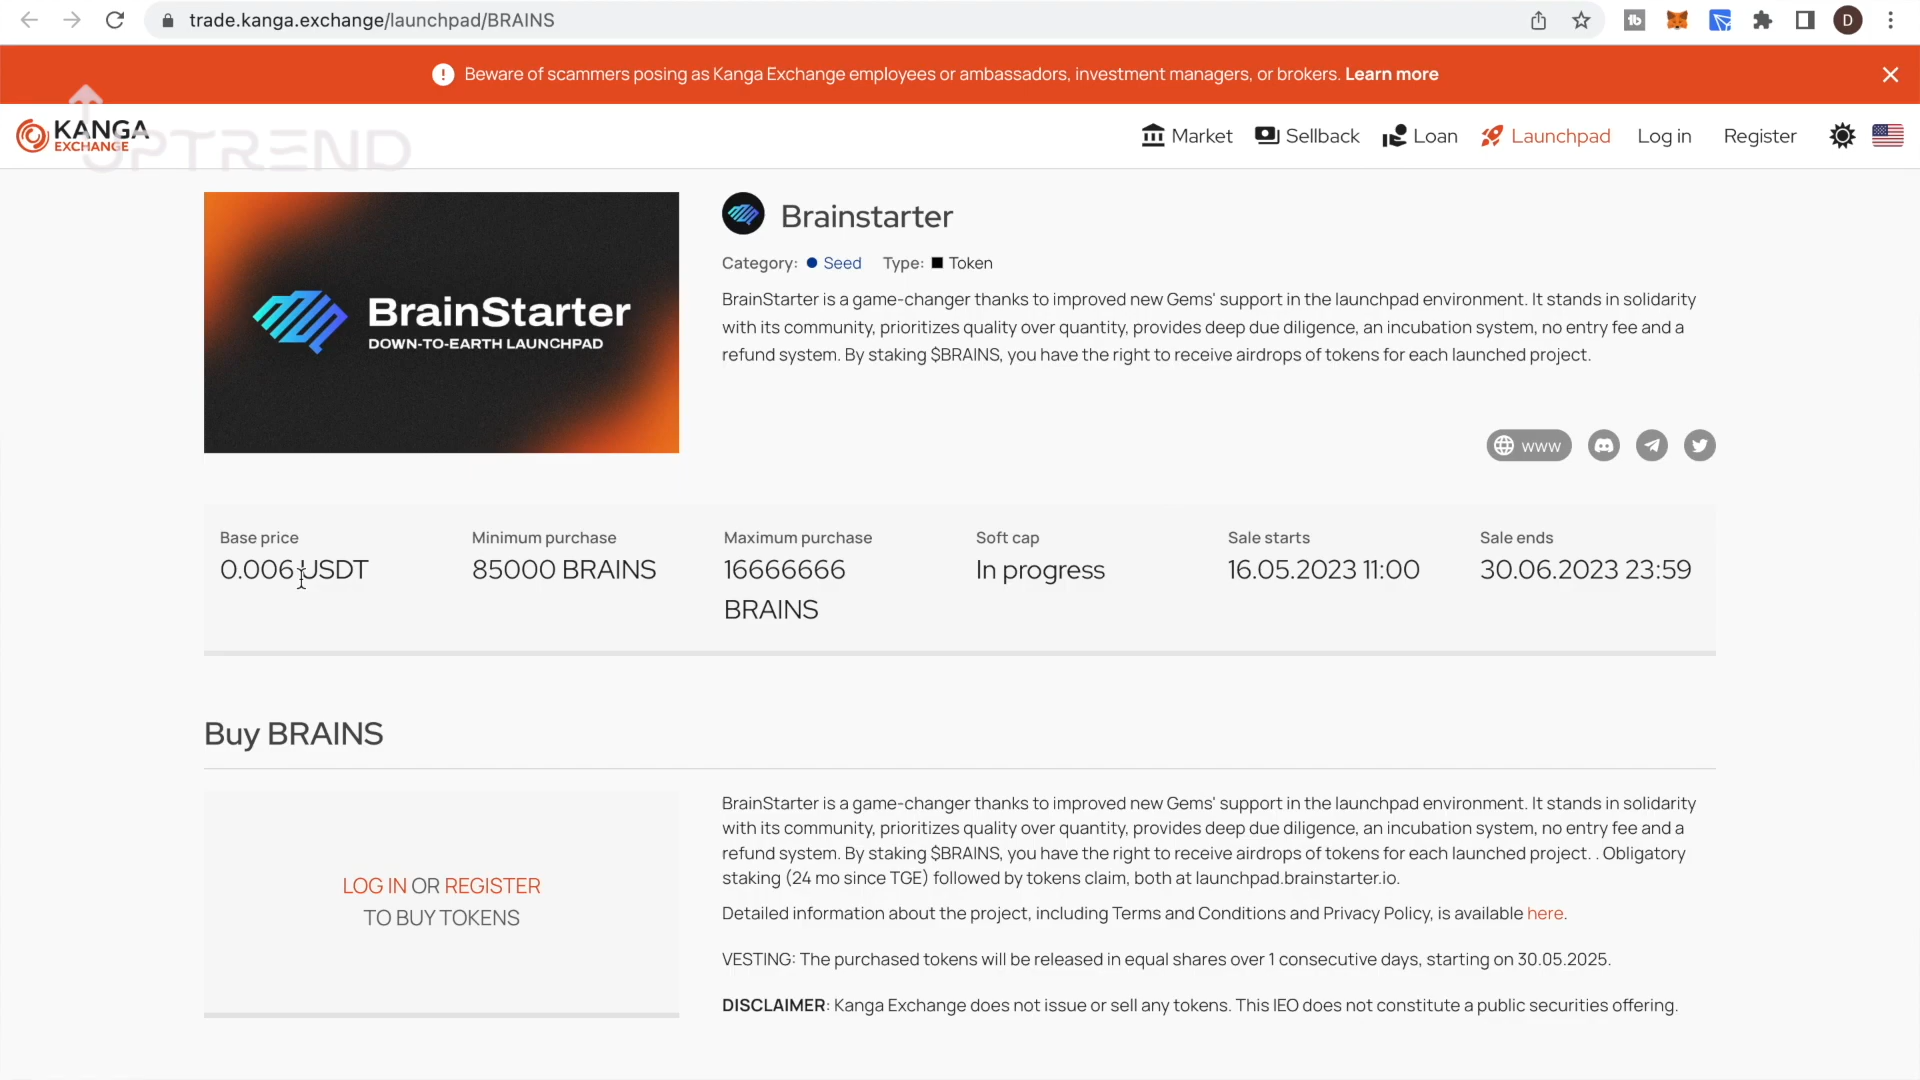 trade.kanga.exchange/launchpad/BRAINS
D
Beware of scammers posing as Kanga Exchange employees or ambassadors, investment managers, or brokers. Learn more
KANGA
EXCHANGE
UPTREND
Market
Sellback
Loan
Launchpad
Log in
Register
BrainStarter
DOWN-TO-EARTH LAUNCHPAD
Brainstarter
Category: Seed Type: Token
BrainStarter is a game-changer thanks to improved new Gems' support in the launchpad environment. It stands in solidarity
with its community, prioritizes quality over quantity, provides deep due diligence, an incubation system, no entry fee and a
refund system. By staking $BRAINS, you have the right to receive airdrops of tokens for each launched project.
www
Base price
0.006 USDT
Minimum purchase
85000 BRAINS
Maximum purchase
16666666
BRAINS
Soft cap
In progress
Sale starts
16.05.2023 11:00
Sale ends
30.06.2023 23:59
Buy BRAINS
LOG IN OR REGISTER
TO BUY TOKENS
BrainStarter is a game-changer thanks to improved new Gems' support in the launchpad environment. It stands in solidarity
with its community, prioritizes quality over quantity, provides deep due diligence, an incubation system, no entry fee and a
refund system. By staking $BRAINS, you have the right to receive airdrops of tokens for each launched project. . Obligatory
staking (24 mo since TGE) followed by tokens claim, both at launchpad.brainstarter.io.
Detailed information about the project, including Terms and Conditions and Privacy Policy, is available here.
VESTING: The purchased tokens will be released in equal shares over 1 consecutive days, starting on 30.05.2025.
DISCLAIMER: Kanga Exchange does not issue or sell any tokens. This IEO does not constitute a public securities offering.